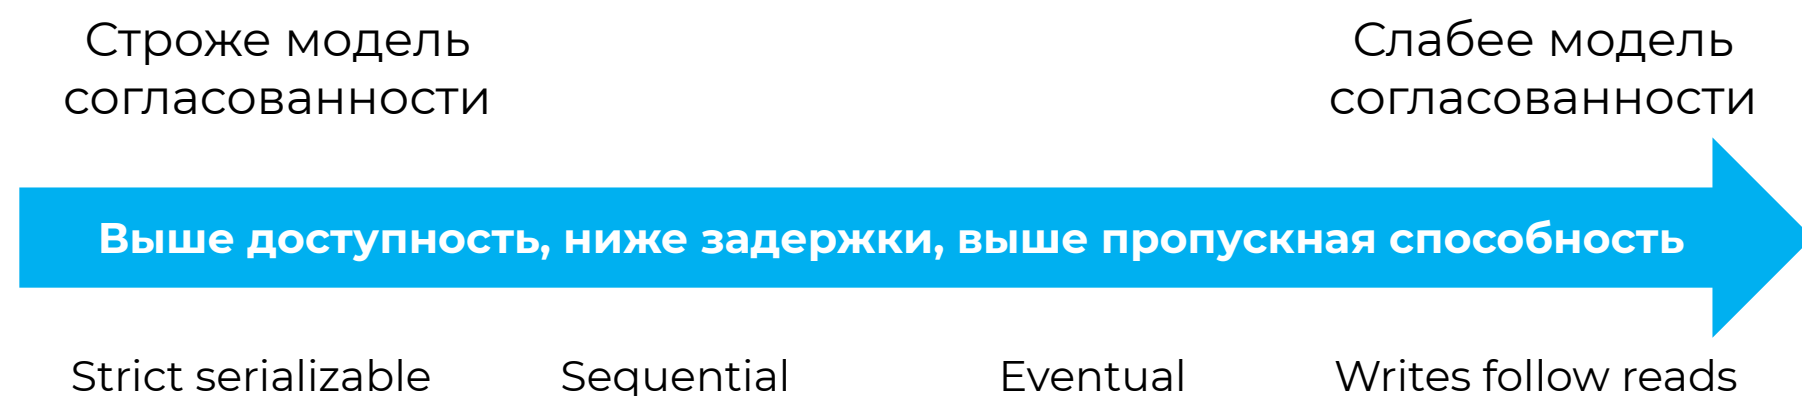 Строже модель
согласованности
Слабее модель
согласованности
Выше доступность, ниже задержки, выше пропускная способность
Strict serializable
Sequential
Eventual
Writes follow reads